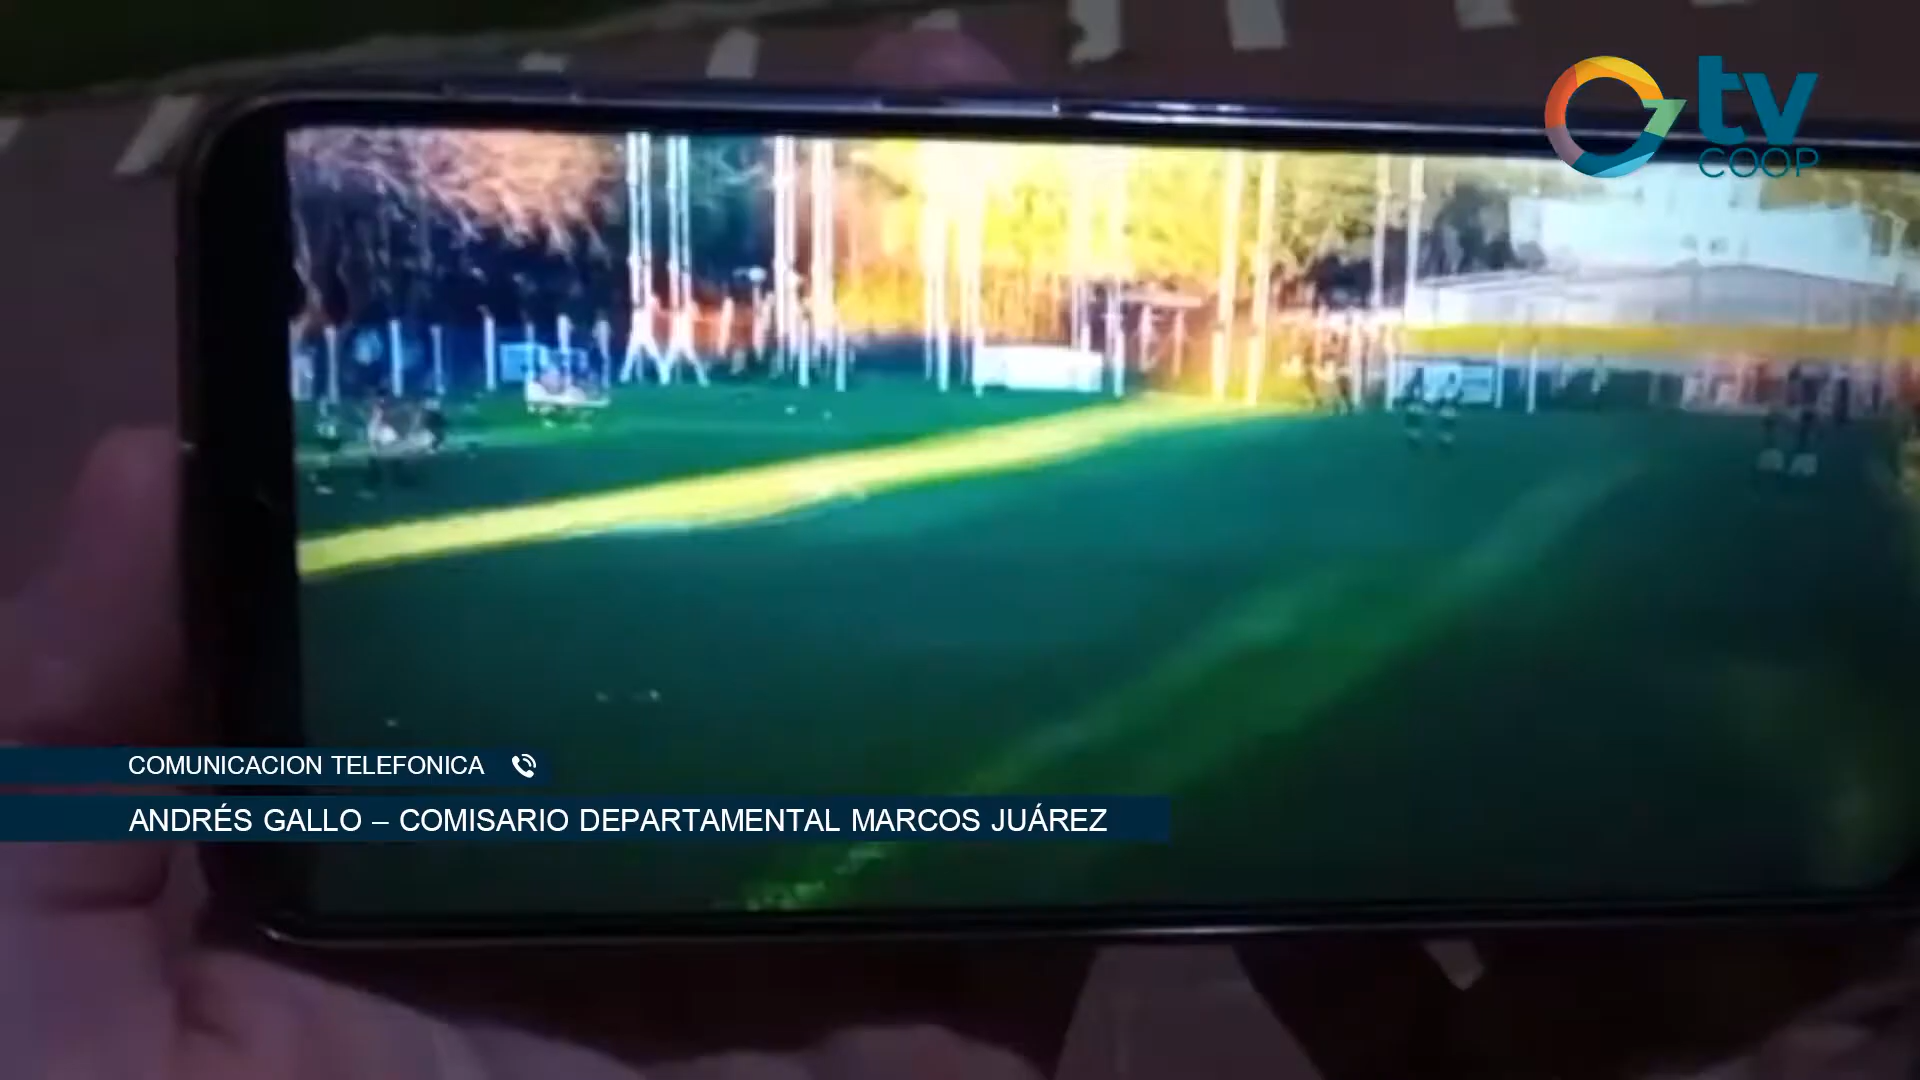 tv
COOP
COMUNICACION TELEFONICA
ANDRÉS GALLO – COMISARIO DEPARTAMENTAL MARCOS JUÁREZ